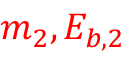 m₂, E_b,₂